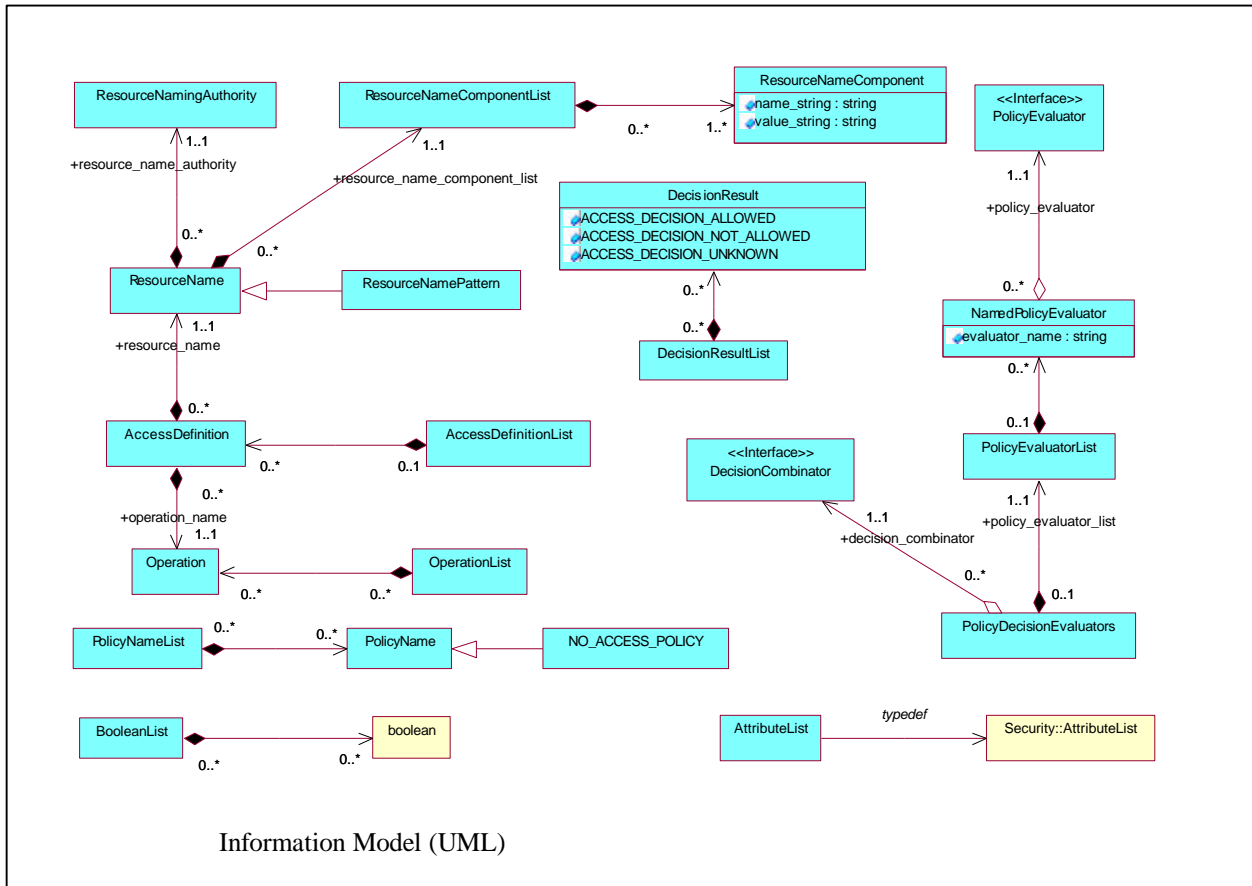 ResourceNamingAuthority
ResourceNameComponentList
ResourceNameComponent
name_string : string
value_string : string
<<Interface>>
PolicyEvaluator
1..1
+resource_name_authority
0..*
1..1
+resource_name_component_list
0..*
0..*
1..*
1..1
+policy_evaluator
0..*
DecisionResult
ACCESS_DECISION_ALLOWED
ACCESS_DECISION_NOT_ALLOWED
ACCESS_DECISION_UNKNOWN
ResourceName
ResourceNamePattern
0..*
0..*
DecisionResultList
NamedPolicyEvaluator
evaluator_name : string
1..1
+resource_name
0..*
0..*
0..1
AccessDefinition
AccessDefinitionList
0..*
0..1
<<Interface>>
DecisionCombinator
PolicyEvaluatorList
0..*
+operation_name
1..1
1..1
+decision_combinator
0..*
1..1
+policy_evaluator_list
0..1
Operation
OperationList
0..*
0..*
PolicyDecisionEvaluators
PolicyNameList
0..*
0..*
PolicyName
NO_ACCESS_POLICY
BooleanList
0..*
0..*
boolean
AttributeList
typedef
Security::AttributeList
Information Model (UML)